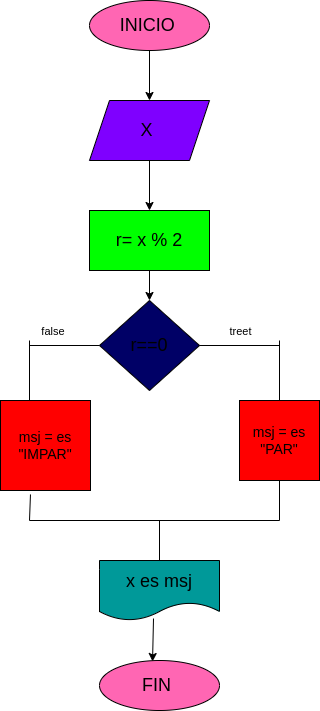 INICIO
X
r= x % 2
r==0
false
treet
msj = es
"IMPAR"
msj = es
"PAR"
x es msj
FIN